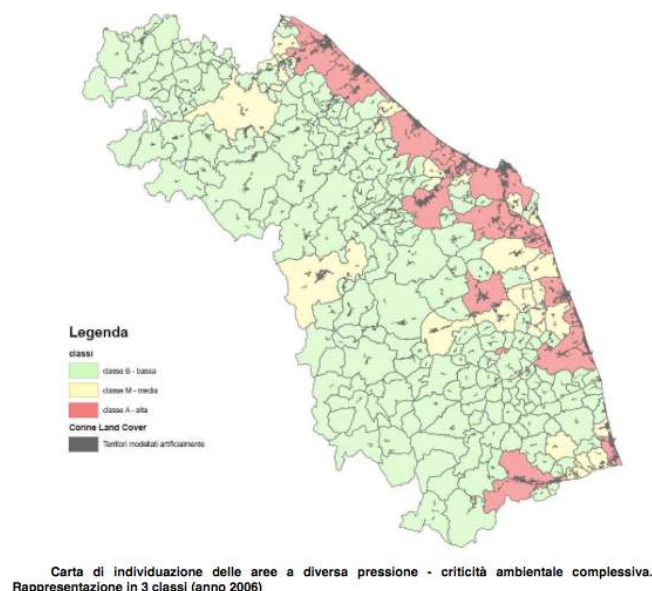 Legenda
classi
classe B - bassa
classe M - media
classe A - alta
Corine Land Cover
Territori modellati artificialmente
Carta di individuazione delle aree a diversa pressione - criticità ambientale complessiva.
Rappresentazione in 3 classi (anno 2006)